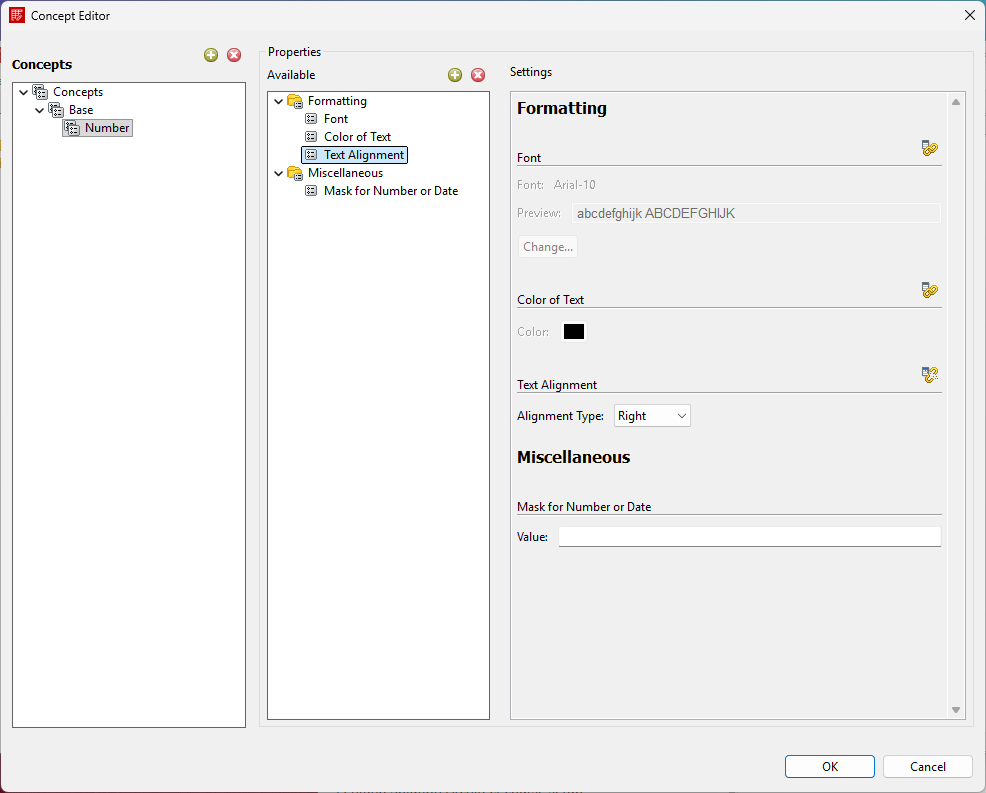 Concept Editor
Concepts
Concepts
Base
Number
Properties
Available
Formatting
Font
Color of Text
Text Alignment
Miscellaneous
Mask for Number or Date
Settings
Formatting
Font
Font: Arial-10
Preview: abcdefghijk ABCDEFGHIJK
Change...
Color of Text
Color:
Text Alignment
Alignment Type: Right
Miscellaneous
Mask for Number or Date
Value:
OK Cancel